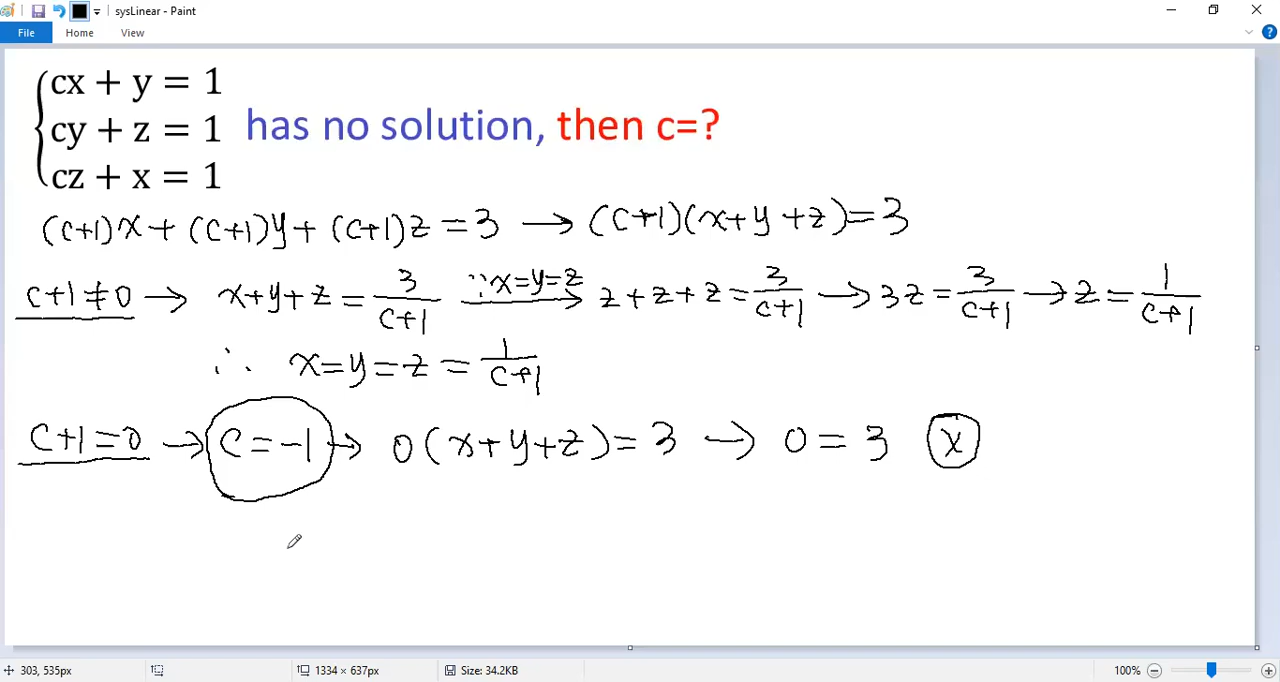 sysLinear - Paint
File Home View
cx + y = 1
cy + z = 1 has no solution, then c=?
cz + x = 1
(c+1)x + (c+1)y + (c+1)z = 3 → (c+1)(x+y+z)=3
c+1≠0 → x+y+z = 3/(c+1) ∵x=y=z → z+z+z = 3/(c+1) → 3z = 3/(c+1) → z = 1/(c+1)
∴ x=y=z = 1/(c+1)
c+1=0 → c=-1 → 0(x+y+z)=3 → 0=3 X
303, 535px 1334 × 637px Size: 34.2KB 100%